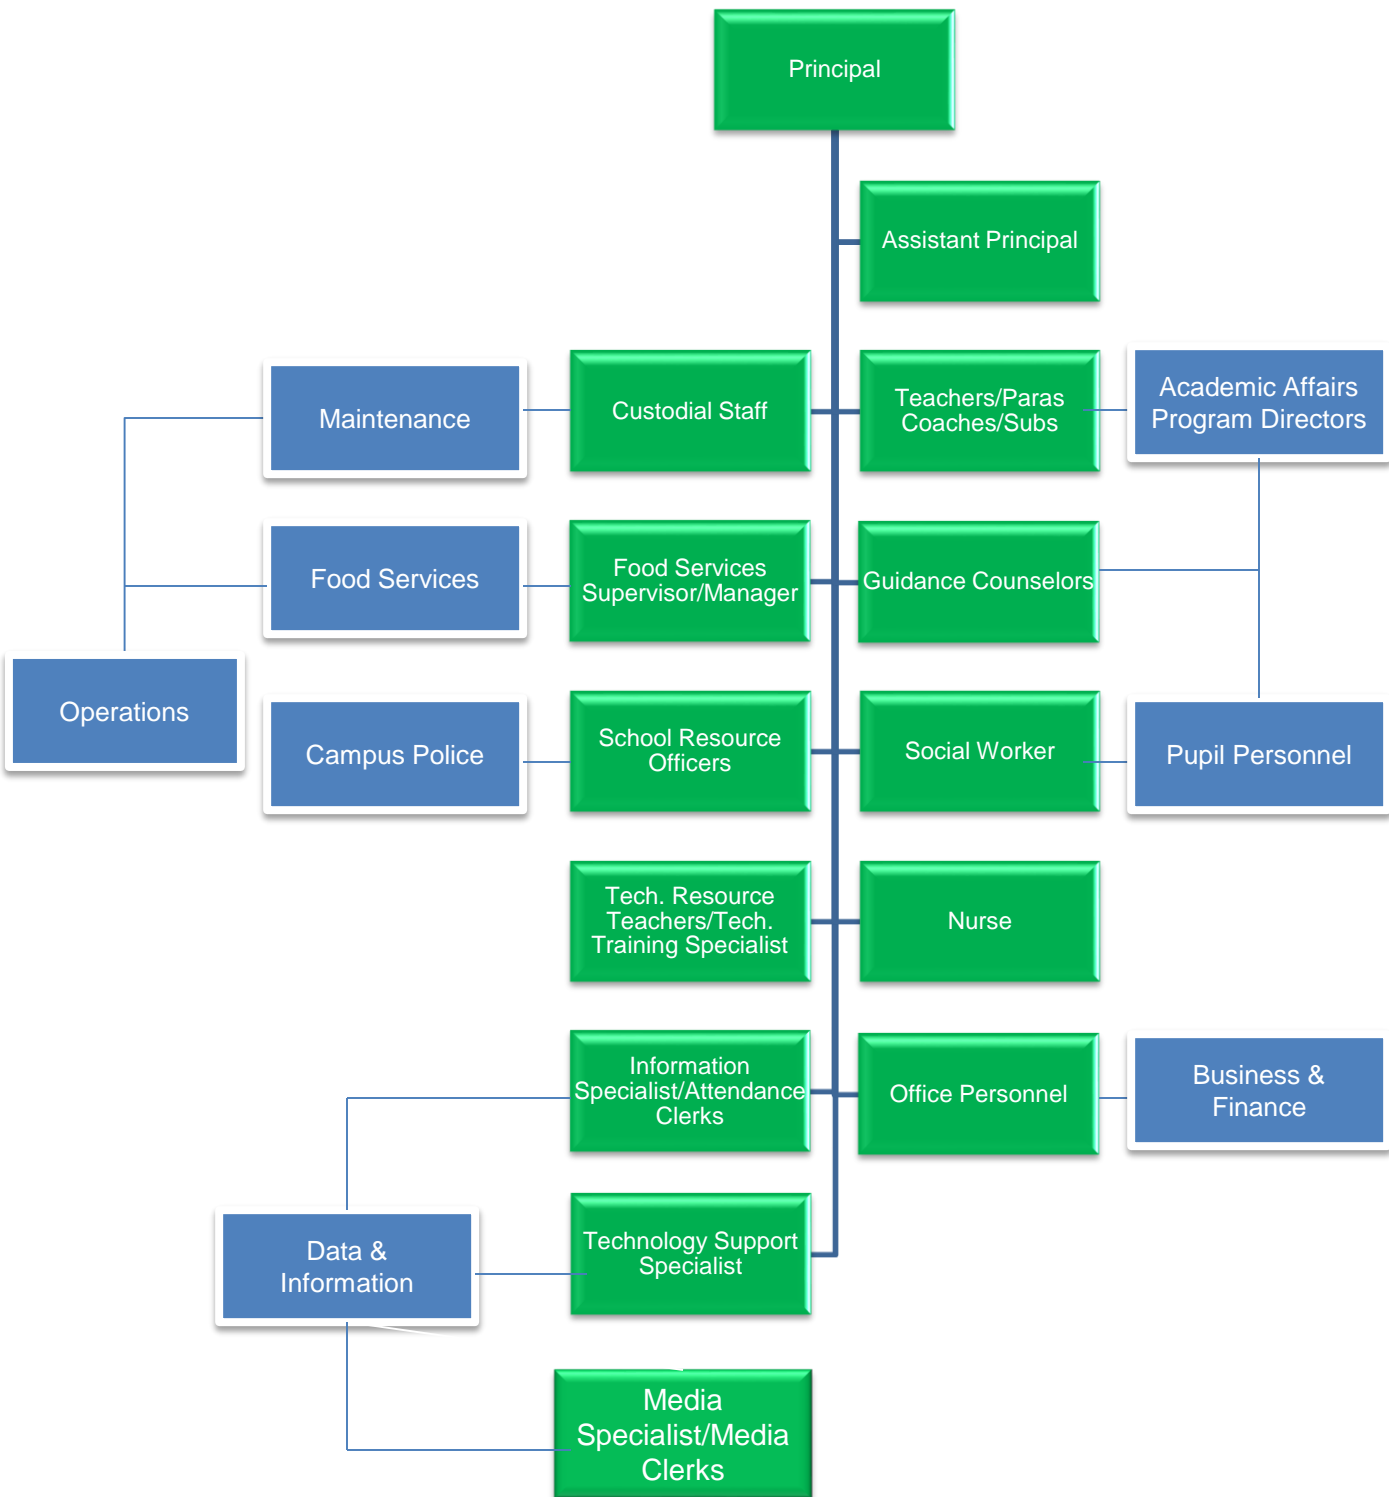 Principal
Assistant Principal
Maintenance
Custodial Staff
Teachers/Paras
Coaches/Subs
Academic Affairs
Program Directors
Food Services
Food Services
Supervisor/Manager
Guidance Counselors
Operations
Campus Police
School Resource
Officers
Social Worker
Pupil Personnel
Tech. Resource
Teachers/Tech.
Training Specialist
Nurse
Information
Specialist/Attendance
Clerks
Office Personnel
Business &
Finance
Data &
Information
Technology Support
Specialist
Media
Specialist/Media
Clerks